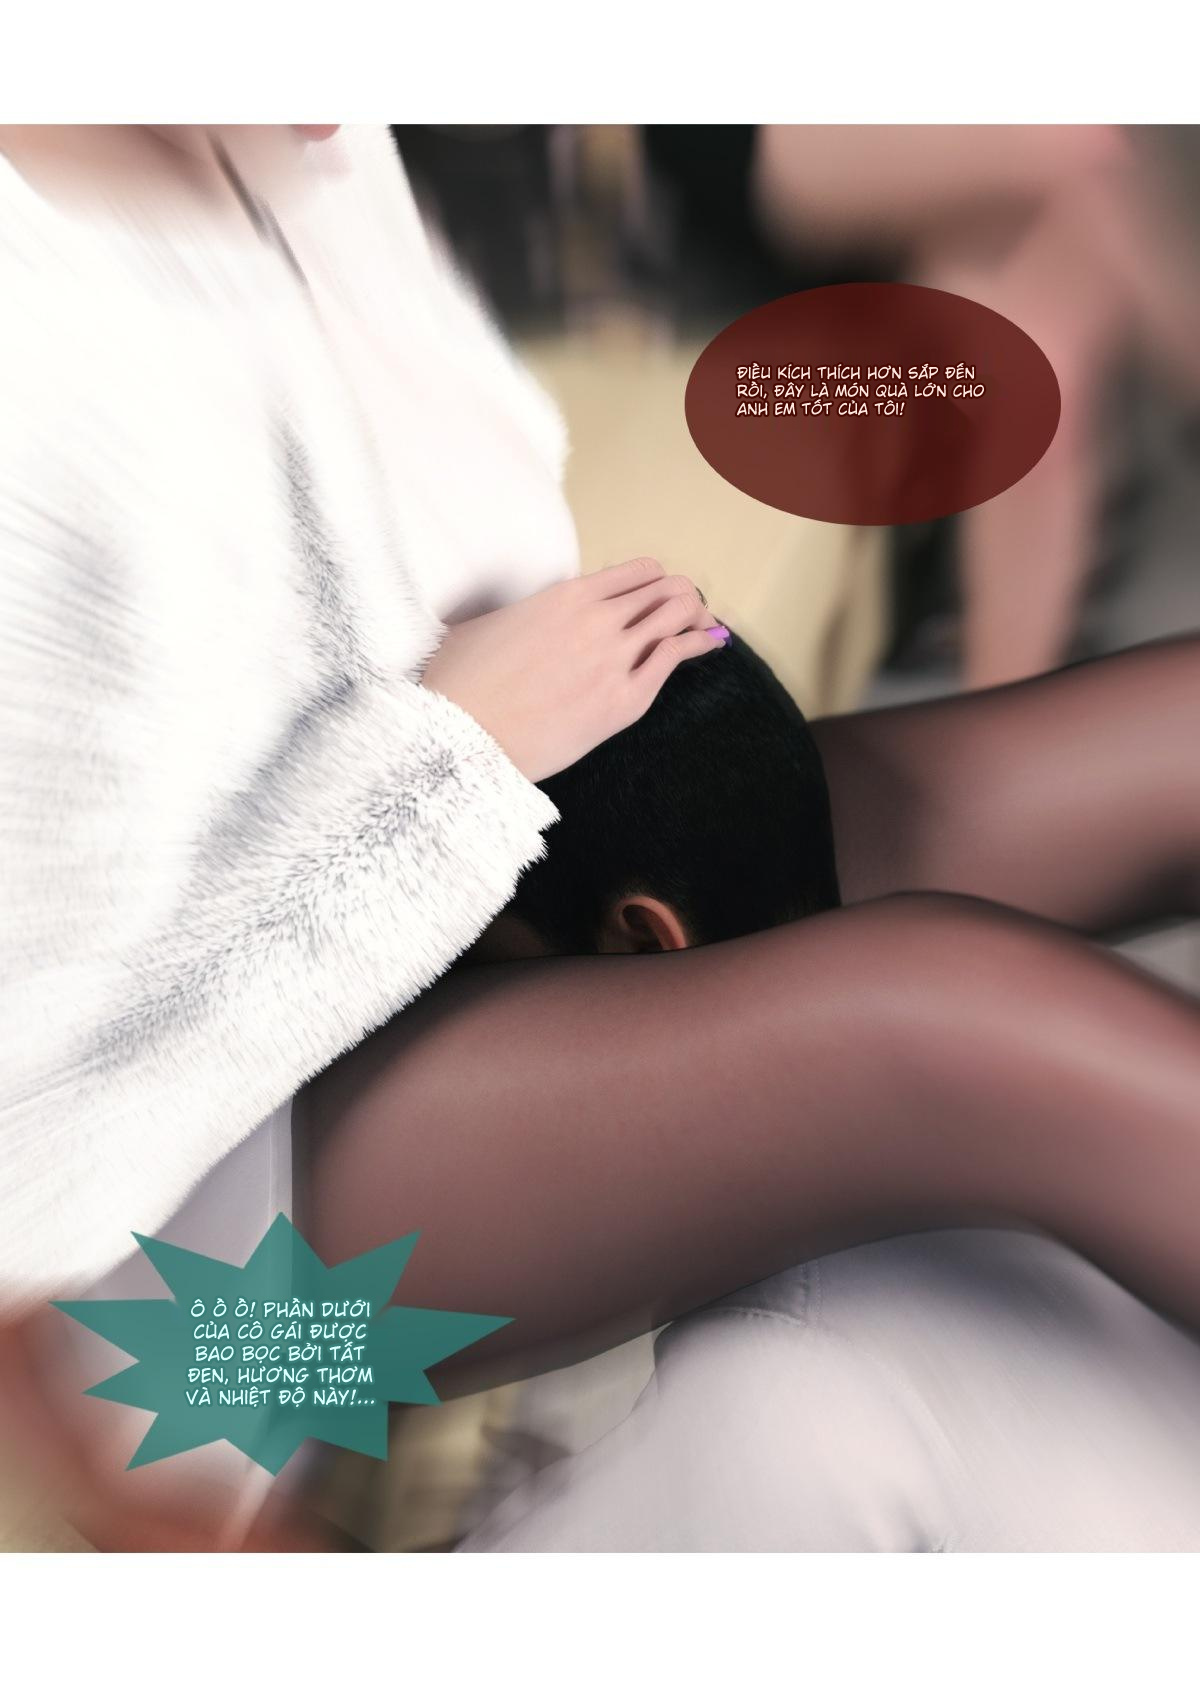 ĐIỀU KÍCH THÍCH HƠN SẮP ĐẾN
RỒI, ĐÂY LÀ MÓN QUÀ LỚN CHO
ANH EM TỐT CỦA TÔI!
Ô Ồ Ồ! PHẦN DƯỚI
CỦA CÔ GÁI ĐƯỢC
BAO BỌC BỞI TẤT
ĐEN, HƯƠNG THƠM
VÀ NHIỆT ĐỘ NÀY!...